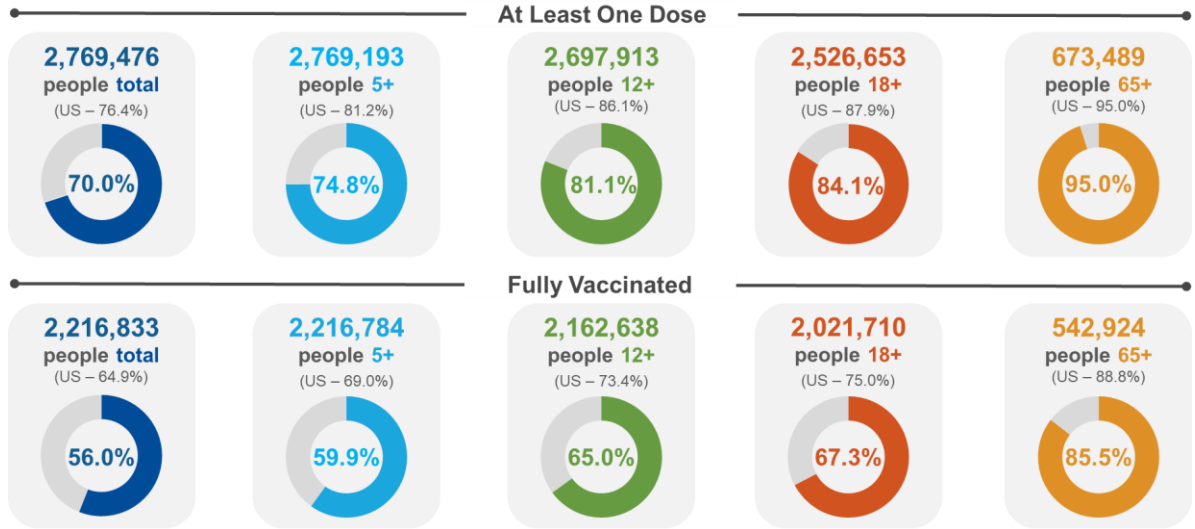 At Least One Dose
2,769,476
people total
(US – 76.4%)
70.0%
2,769,193
people 5+
(US – 81.2%)
74.8%
2,697,913
people 12+
(US – 86.1%)
81.1%
2,526,653
people 18+
(US – 87.9%)
84.1%
673,489
people 65+
(US – 95.0%)
95.0%
Fully Vaccinated
2,216,833
people total
(US – 64.9%)
56.0%
2,216,784
people 5+
(US – 69.0%)
59.9%
2,162,638
people 12+
(US – 73.4%)
65.0%
2,021,710
people 18+
(US – 75.0%)
67.3%
542,924
people 65+
(US – 88.8%)
85.5%